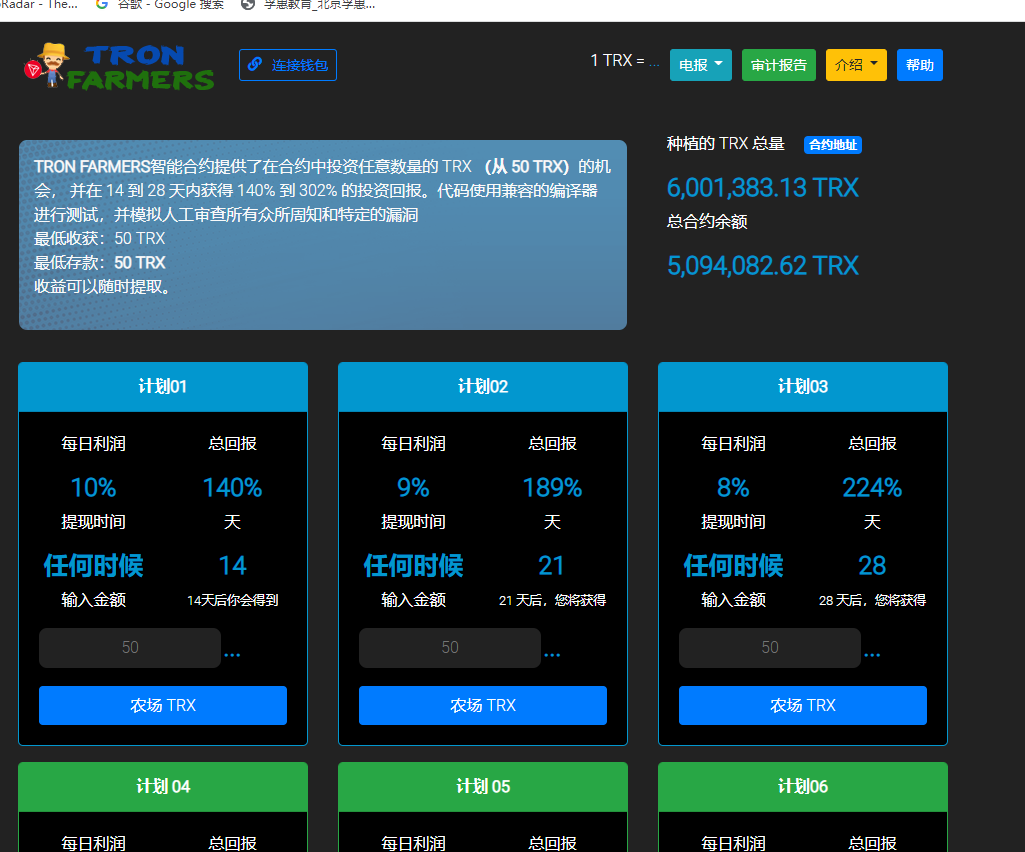 Radar - The...
谷歌 - Google 搜索
学恵教育_北京学恵...
TRON
FARMERS
连接钱包
1 TRX = ...
电报
审计报告
介绍
帮助
TRON FARMERS智能合约提供了在合约中投资任意数量的 TRX （从 50 TRX）的机
会， 并在 14 到 28 天内获得 140% 到 302% 的投资回报。代码使用兼容的编译器
进行测试，并模拟人工审查所有众所周知和特定的漏洞
最低收获：50 TRX
最低存款：50 TRX
收益可以随时提取。
种植的 TRX 总量
合约地址
6,001,383.13 TRX
总合约余额
5,094,082.62 TRX
计划01
每日利润 总回报
10% 140%
提现时间 天
任何时候 14
输入金额 14天后你会得到
50 ...
农场 TRX
计划02
每日利润 总回报
9% 189%
提现时间 天
任何时候 21
输入金额 21 天后，您将获得
50 ...
农场 TRX
计划03
每日利润 总回报
8% 224%
提现时间 天
任何时候 28
输入金额 28 天后，您将获得
50 ...
农场 TRX
计划 04
每日利润 总回报
计划 05
每日利润 总回报
计划06
每日利润 总回报